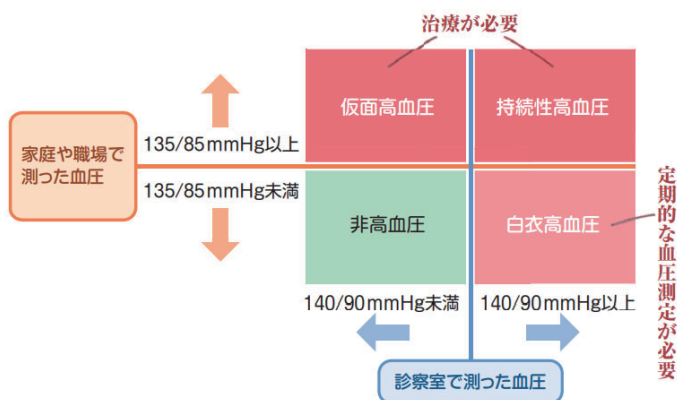 治療が必要
仮面高血圧
持続性高血圧
家庭や職場で
測った血圧
135/85mmHg以上
135/85mmHg未満
非高血圧
白衣高血圧
定期的な血圧測定が必要
140/90mmHg未満
140/90mmHg以上
診察室で測った血圧